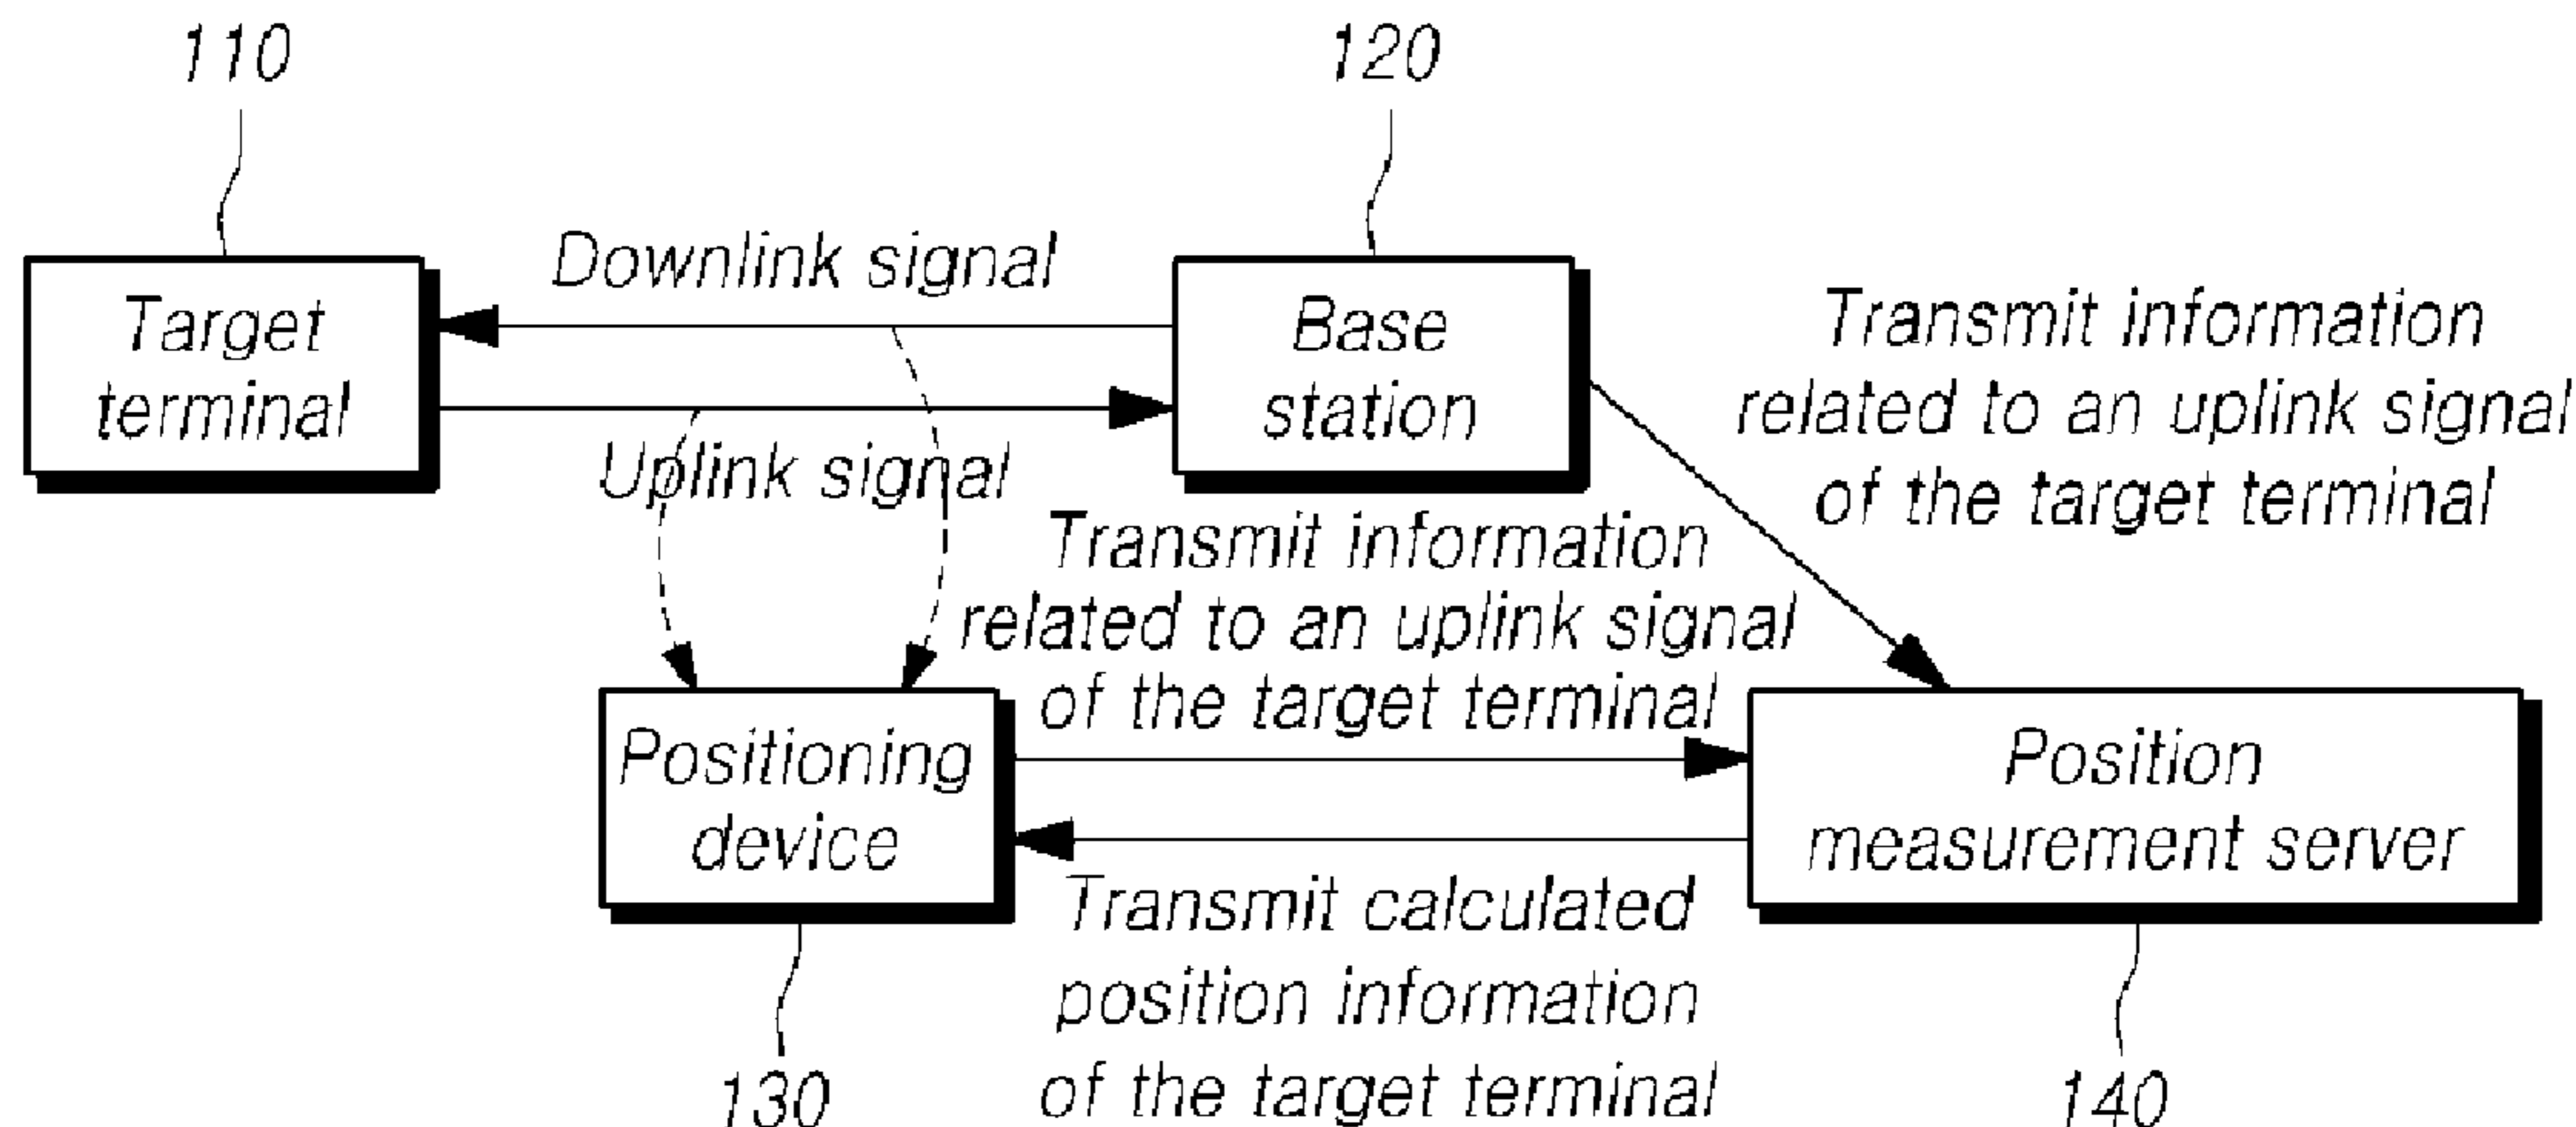 110
120
Downlink signal
Target
terminal
Base
station
Transmit information
related to an uplink signal
of the target terminal
Uplink signal
Transmit information
related to an uplink signal
of the target terminal
Positioning
device
Position
measurement server
Transmit calculated
position information
of the target terminal
130
140